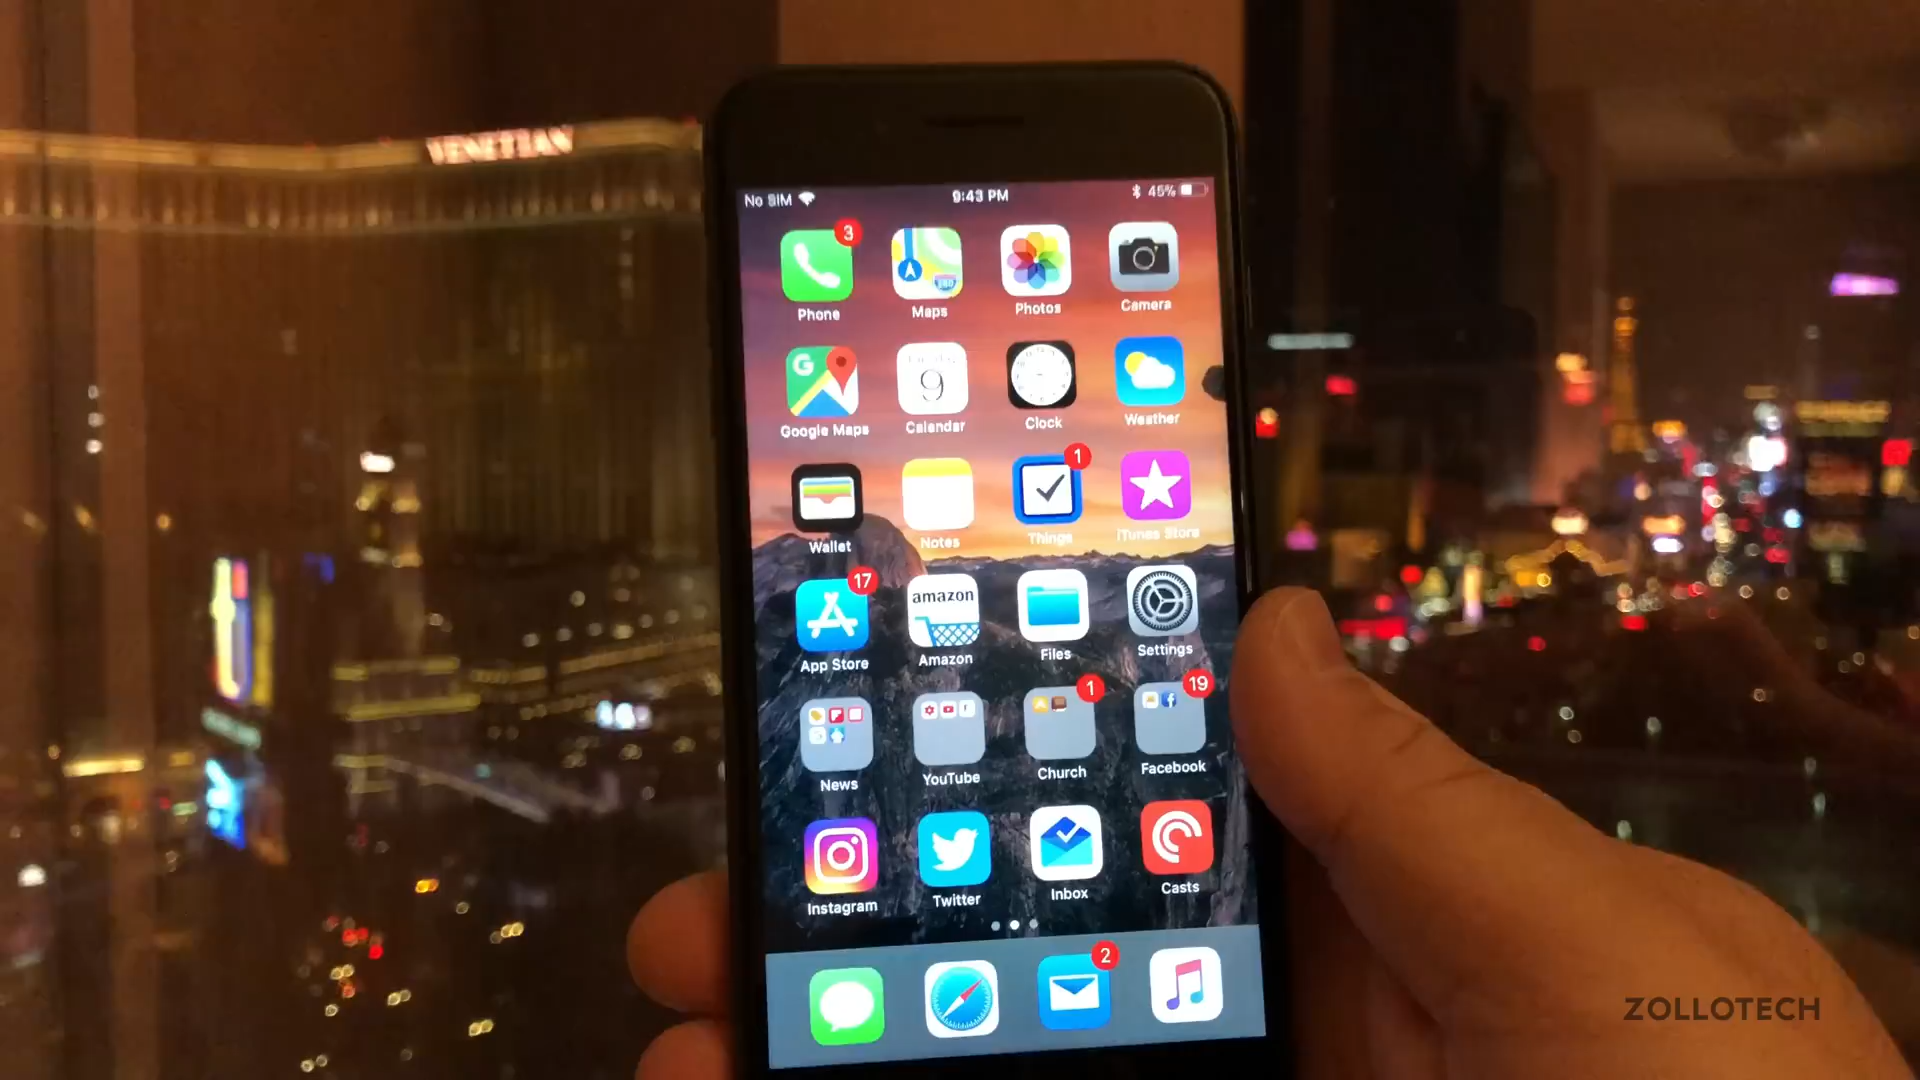 VENETIAN
No SIM 9:43 PM 45%
3
Phone Maps Photos Camera
G 9
Google Maps Calendar Clock Weather
1
Wallet Notes Things iTunes Store
17 amazon
App Store Amazon Files Settings
1 19
News YouTube Church Facebook
Instagram Twitter Inbox Casts
2
ZOLLOTECH